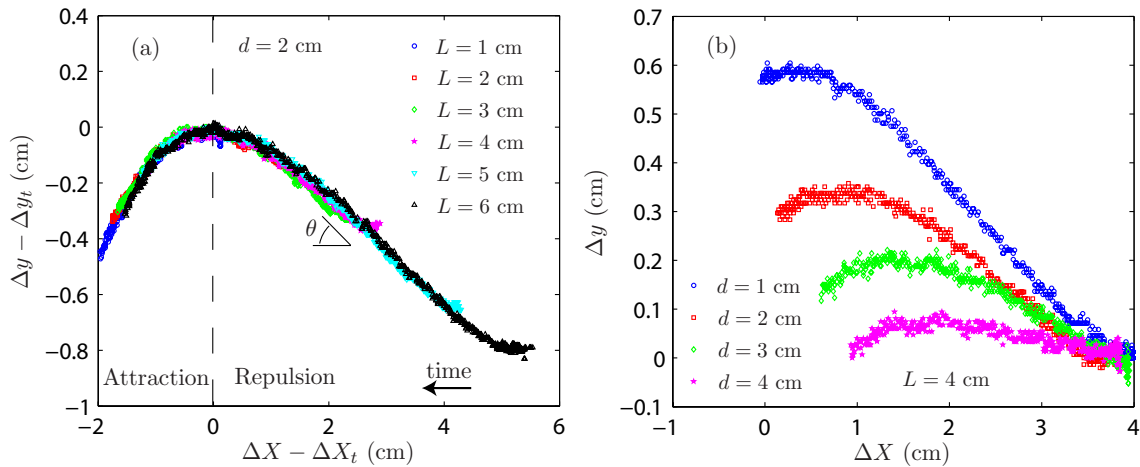 (a)
d = 2 cm
L = 1 cm
L = 2 cm
L = 3 cm
L = 4 cm
L = 5 cm
L = 6 cm
θ
Attraction
Repulsion
time
0.4
0.2
0
−0.2
−0.4
−0.6
−0.8
−1
−2
0
2
4
6
Δy − Δy_t (cm)
ΔX − ΔX_t (cm)
(b)
d = 1 cm
d = 2 cm
d = 3 cm
d = 4 cm
L = 4 cm
0.7
0.6
0.5
0.4
0.3
0.2
0.1
0
−0.1
0
1
2
3
4
Δy (cm)
ΔX (cm)